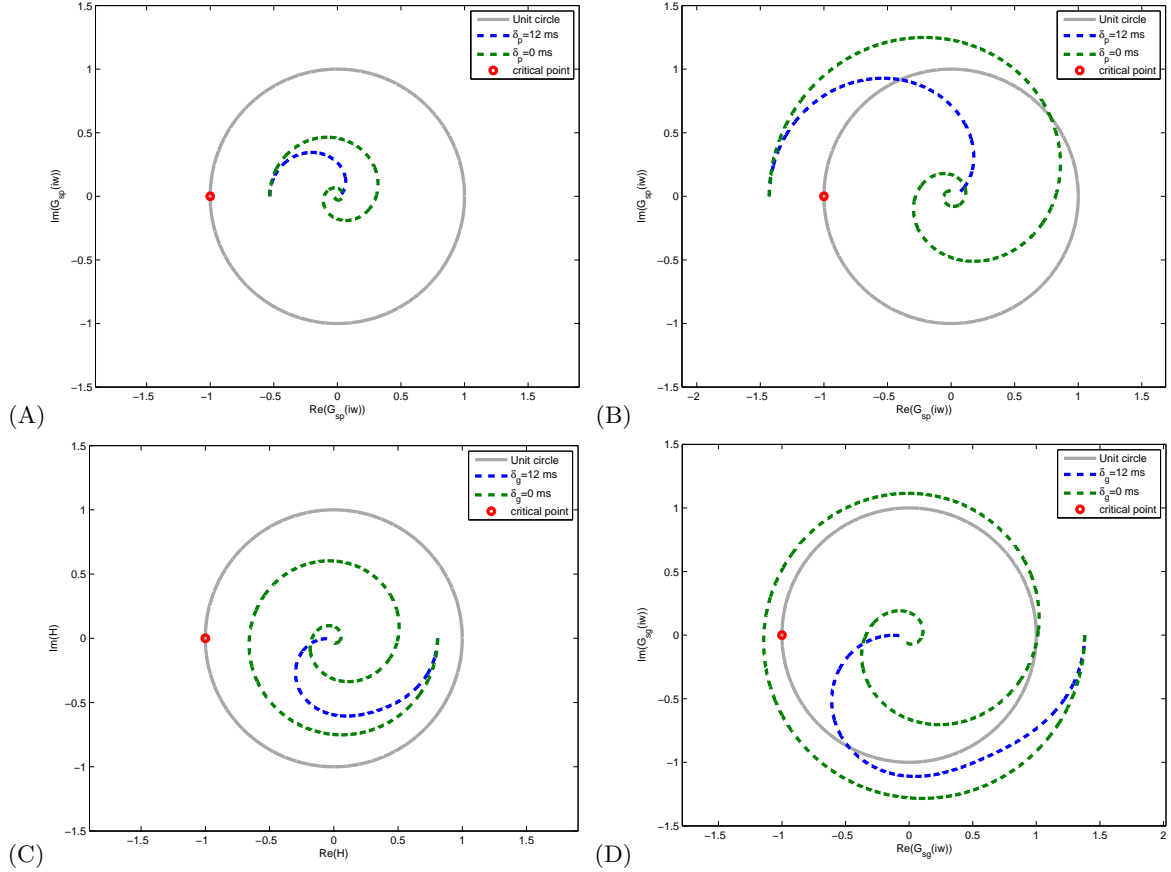 (A)
1.5
1
0.5
0
−0.5
−1
−1.5
Im(G_sp(iw))
−1.5
−1
−0.5
0
0.5
1
1.5
Re(G_sp(iw))
Unit circle
δ_p=12 ms
δ_p=0 ms
critical point
(B)
1.5
1
0.5
0
−0.5
−1
−1.5
Im(G_sp(iw))
−2
−1.5
−1
−0.5
0
0.5
1
1.5
Re(G_sp(iw))
Unit circle
δ_p=12 ms
δ_p=0 ms
critical point
(C)
1.5
1
0.5
0
−0.5
−1
−1.5
Im(H)
−1.5
−1
−0.5
0
0.5
1
1.5
Re(H)
Unit circle
δ_g=12 ms
δ_g=0 ms
critical point
(D)
1.5
1
0.5
0
−0.5
−1
−1.5
Im(G_sg(iw))
−1.5
−1
−0.5
0
0.5
1
1.5
2
Re(G_sg(iw))
Unit circle
δ_g=12 ms
δ_g=0 ms
critical point